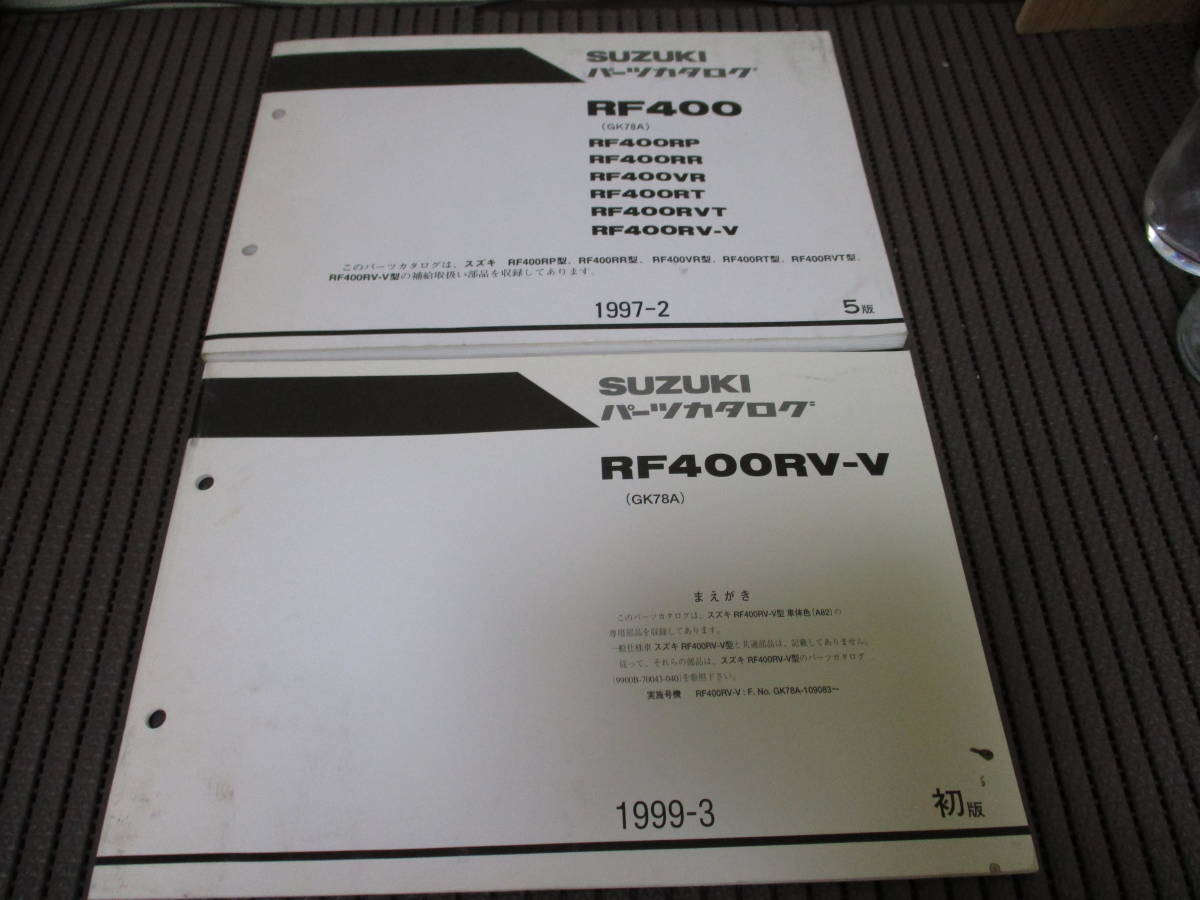 SUZUKI
パーツカタログ
RF400
(GK78A)
RF400RP
RF400RR
RF400VR
RF400RT
RF400RVT
RF400RV-V
このパーツカタログは、スズキ RF400RP型、RF400RR型、RF400VR型、RF400RT型、RF400RVT型、
RF400RV-V型の補給取扱い部品を収録してあります。
1997-2 5版
SUZUKI
パーツカタログ
RF400RV-V
(GK78A)
まえがき
このパーツカタログは、スズキ RF400RV-V型 車体色(A82)の
専用部品を収録してあります。
一般仕様車 スズキ RF400RV-V型と共通部品は、記載してありません。
従って、それらの部品は、スズキ RF400RV-V型のパーツカタログ
(9900B-70043-040)を参照下さい。
実施号機 RF400RV-V : F. No. GK78A-109083～
1999-3 初版